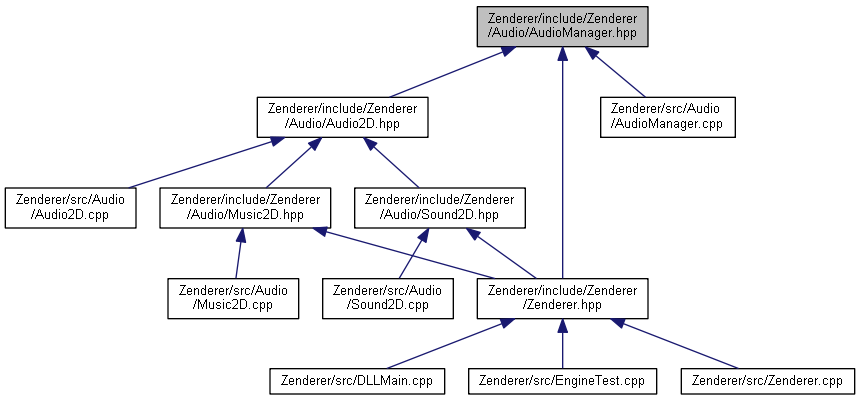 Zenderer/include/Zenderer
/Audio/AudioManager.hpp
Zenderer/include/Zenderer
/Audio/Audio2D.hpp
Zenderer/src/Audio
/AudioManager.cpp
Zenderer/src/Audio
/Audio2D.cpp
Zenderer/include/Zenderer
/Audio/Music2D.hpp
Zenderer/include/Zenderer
/Audio/Sound2D.hpp
Zenderer/src/Audio
/Music2D.cpp
Zenderer/src/Audio
/Sound2D.cpp
Zenderer/include/Zenderer
/Zenderer.hpp
Zenderer/src/DLLMain.cpp
Zenderer/src/EngineTest.cpp
Zenderer/src/Zenderer.cpp